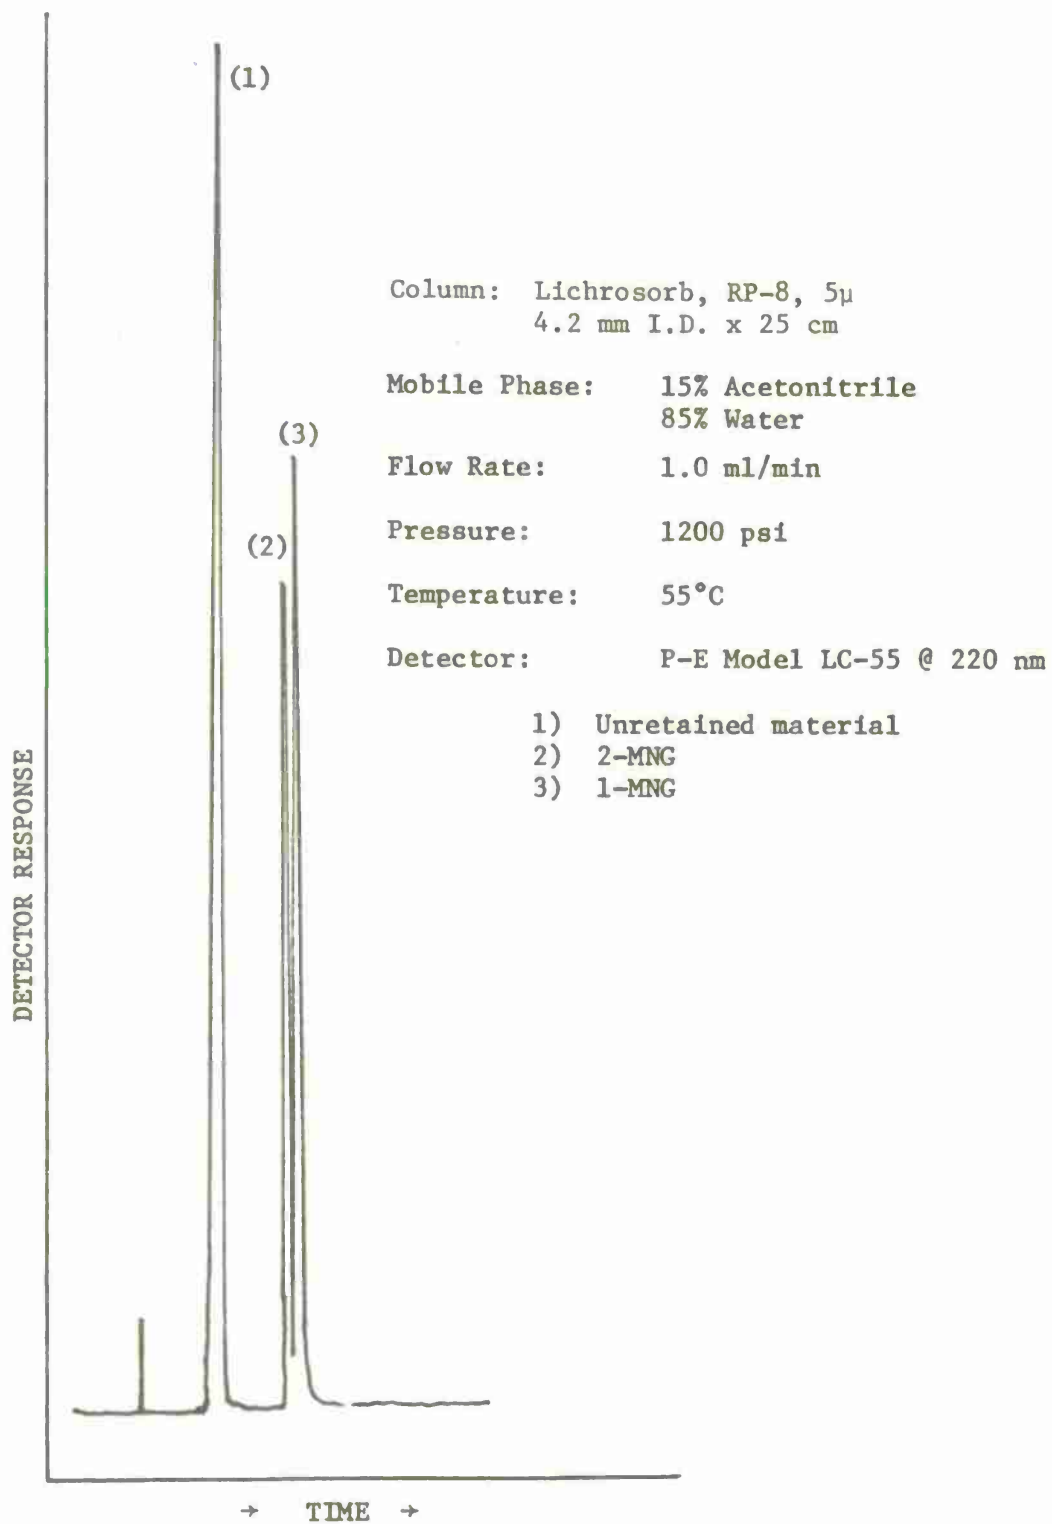 (1)
Column: Lichrosorb, RP-8, 5µ
4.2 mm I.D. x 25 cm
Mobile Phase: 15% Acetonitrile
85% Water
(3)
Flow Rate: 1.0 ml/min
Pressure: 1200 psi
(2)
Temperature: 55°C
Detector: P-E Model LC-55 @ 220 nm
1) Unretained material
2) 2-MNG
3) 1-MNG
DETECTOR RESPONSE
→ TIME →